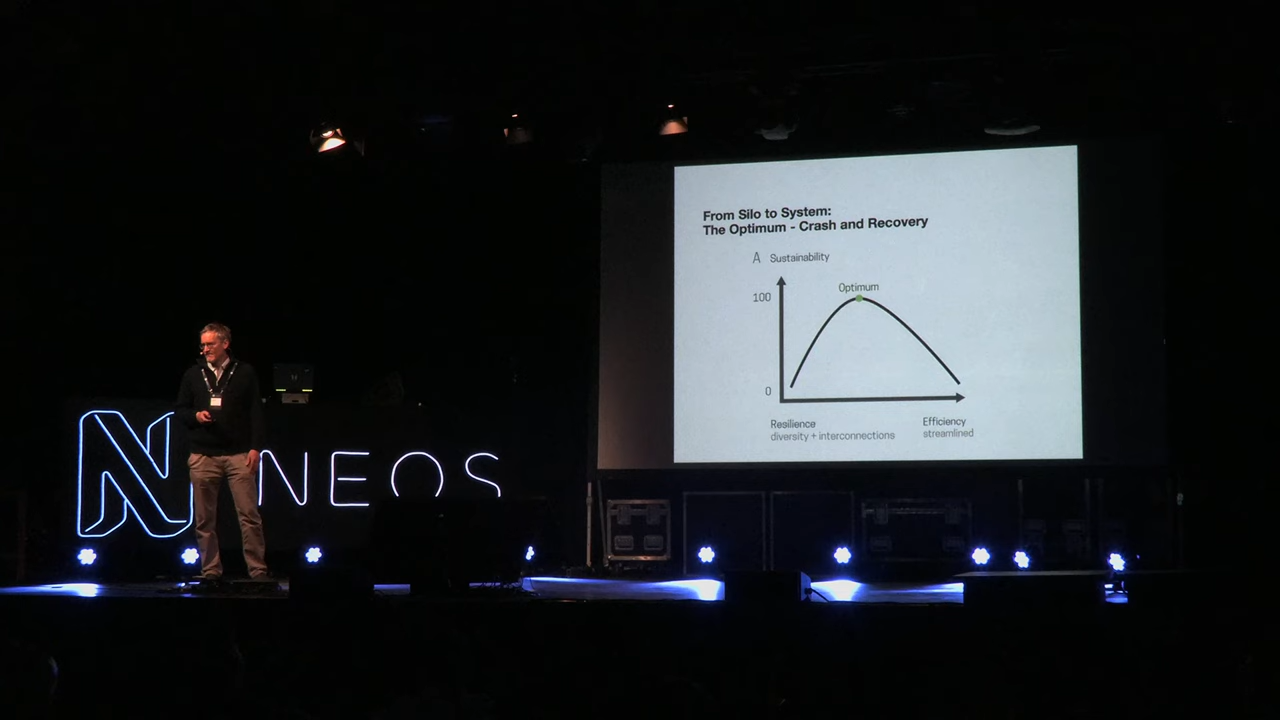 From Silo to System:
The Optimum - Crash and Recovery
A Sustainability
100
Optimum
0
Resilience
diversity + interconnections
Efficiency
streamlined
NEOS